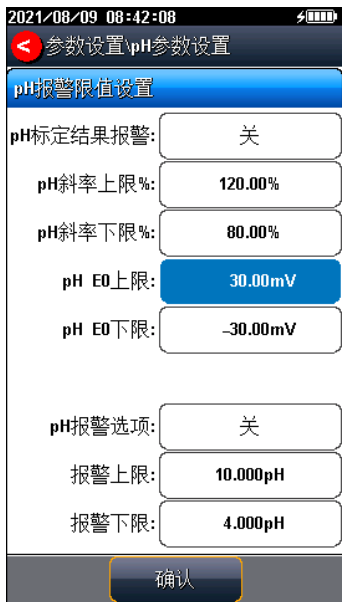 2021/08/09 08:42:08
< 参数设置\pH参数设置
pH报警限值设置
pH标定结果报警: 关
pH斜率上限%: 120.00%
pH斜率下限%: 80.00%
pH E0上限: 30.00mV
pH E0下限: -30.00mV
pH报警选项: 关
报警上限: 10.000pH
报警下限: 4.000pH
确认